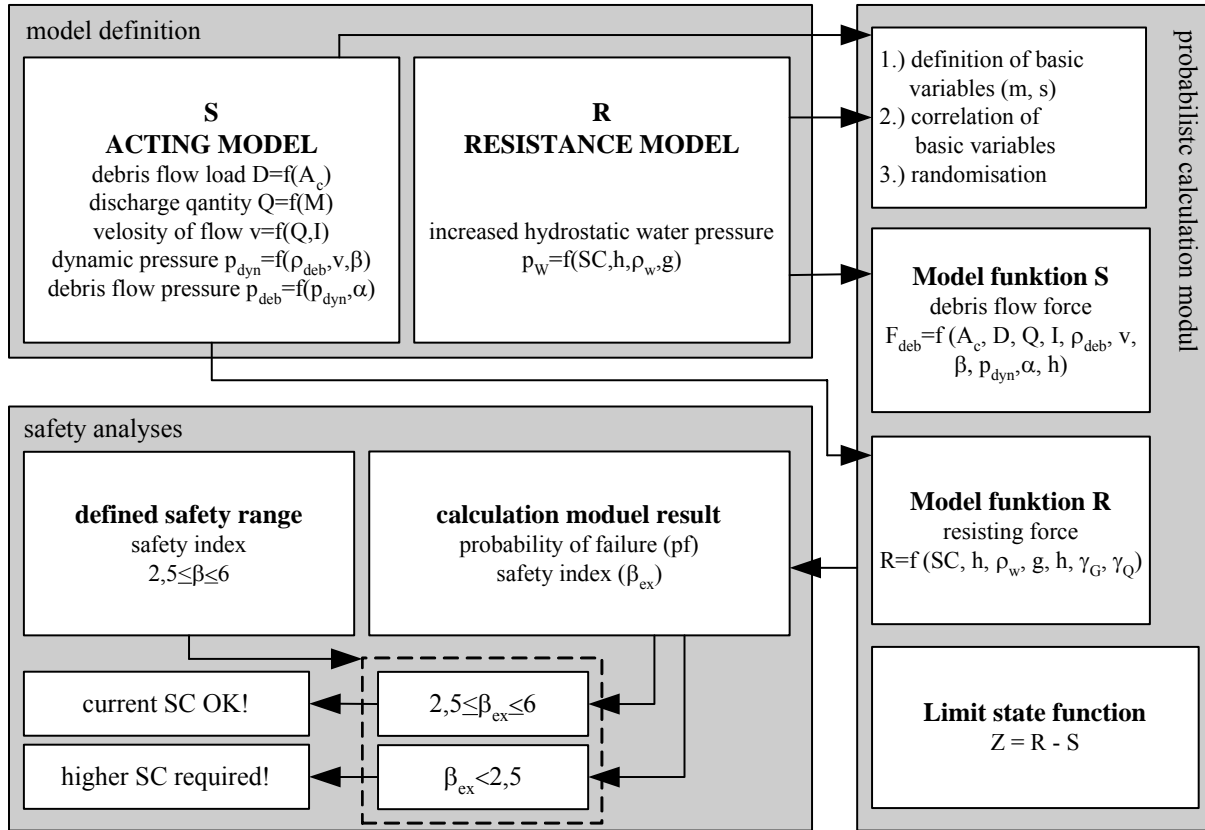 model definition
S
ACTING MODEL
debris flow load D=f(A_c)
discharge qantity Q=f(M)
velosity of flow v=f(Q,I)
dynamic pressure p_dyn=f(ρ_deb,v,β)
debris flow pressure p_deb=f(p_dyn,α)
R
RESISTANCE MODEL
increased hydrostatic water pressure
p_W=f(SC,h,ρ_w,g)
probabilistc calculation modul
1.) definition of basic
variables (m, s)
2.) correlation of
basic variables
3.) randomisation
Model funktion S
debris flow force
F_deb=f (A_c, D, Q, I, ρ_deb, v,
β, p_dyn,α, h)
Model funktion R
resisting force
R=f (SC, h, ρ_w, g, h, γ_G, γ_Q)
Limit state function
Z = R - S
safety analyses
defined safety range
safety index
2,5≤β≤6
calculation moduel result
probability of failure (pf)
safety index (β_ex)
current SC OK!
2,5≤β_ex≤6
higher SC required!
β_ex<2,5